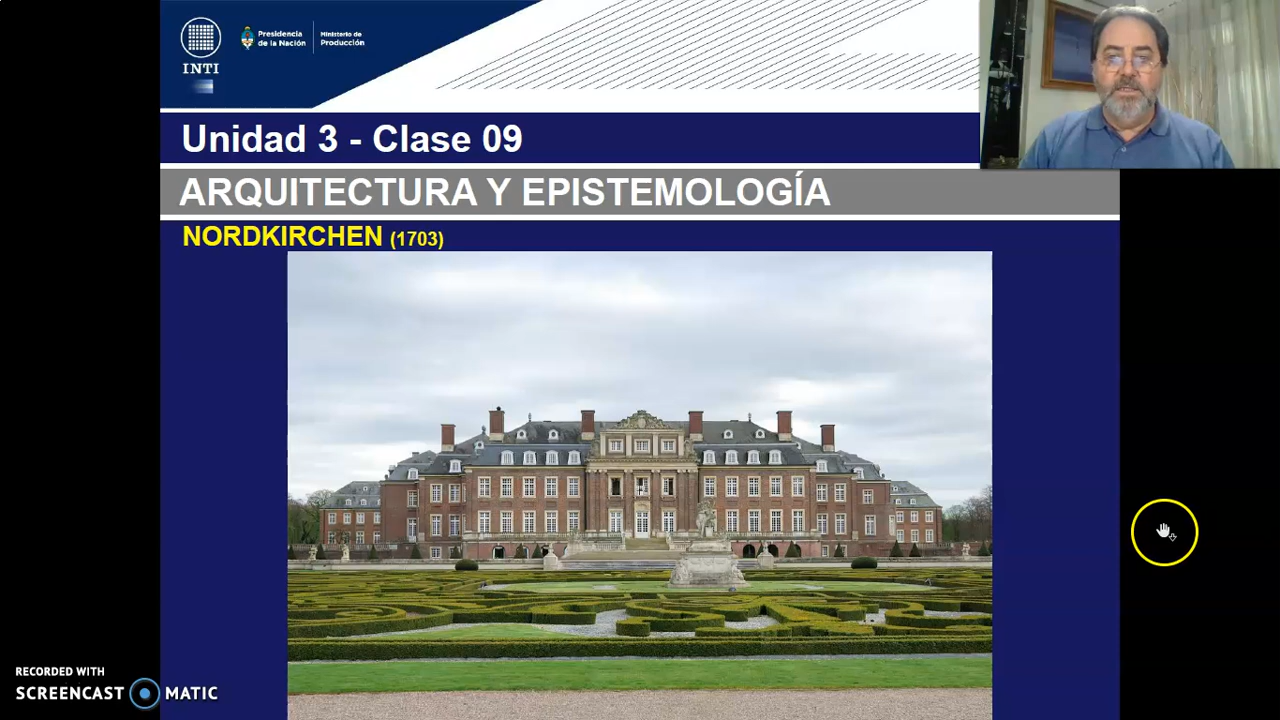 INTI
Presidencia
de la Nación
Ministerio de
Producción
Unidad 3 - Clase 09
ARQUITECTURA Y EPISTEMOLOGÍA
NORDKIRCHEN (1703)
RECORDED WITH
SCREENCAST MATIC